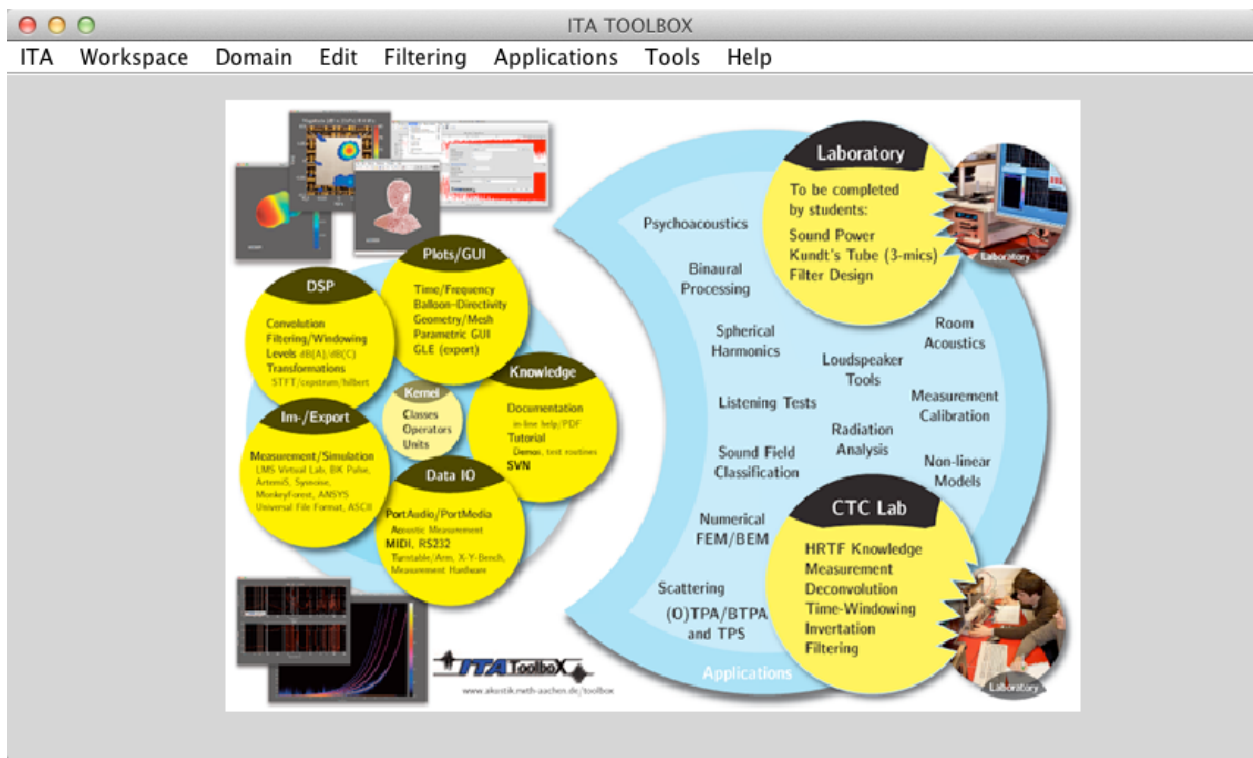 ITA TOOLBOX
ITA Workspace Domain Edit Filtering Applications Tools Help
Plots/GUI
Time/Frequency
Balloon-Directivity
Geometry/Mesh
Parametric GUI
GLE (export)
DSP
Convolution
Filtering/Windowing
Levels dB(A)/dB(C)
Transformations
STFT/cepstrum/hilbert
Kernel
Classes
Operators
Units
Knowledge
Documentation
in-line help/PDF
Tutorial
Demos, test routines
SVN
Im-/Export
Measurement/Simulation
LMS Virtual Lab, BK Pulse,
ArtemiS, Sysnoise,
MonkeyForest, ANSYS
Universal File Format, ASCII
Data IO
PortAudio/PortMedia
Acoustic Measurement
MIDI, RS232
Turntable/Arm, X-Y-Bench,
Measurement Hardware
ITA ToolboX
www.akustik.rwth-aachen.de/toolbox
Laboratory
To be completed
by students:
Sound Power
Kundt's Tube (3-mics)
Filter Design
Laboratory
Psychoacoustics
Binaural
Processing
Spherical
Harmonics
Room
Acoustics
Loudspeaker
Tools
Listening Tests
Measurement
Calibration
Radiation
Analysis
Sound Field
Classification
Non-linear
Models
Numerical
FEM/BEM
Scattering
(O)TPA/BTPA
and TPS
Applications
CTC Lab
HRTF Knowledge
Measurement
Deconvolution
Time-Windowing
Invertation
Filtering
Laboratory